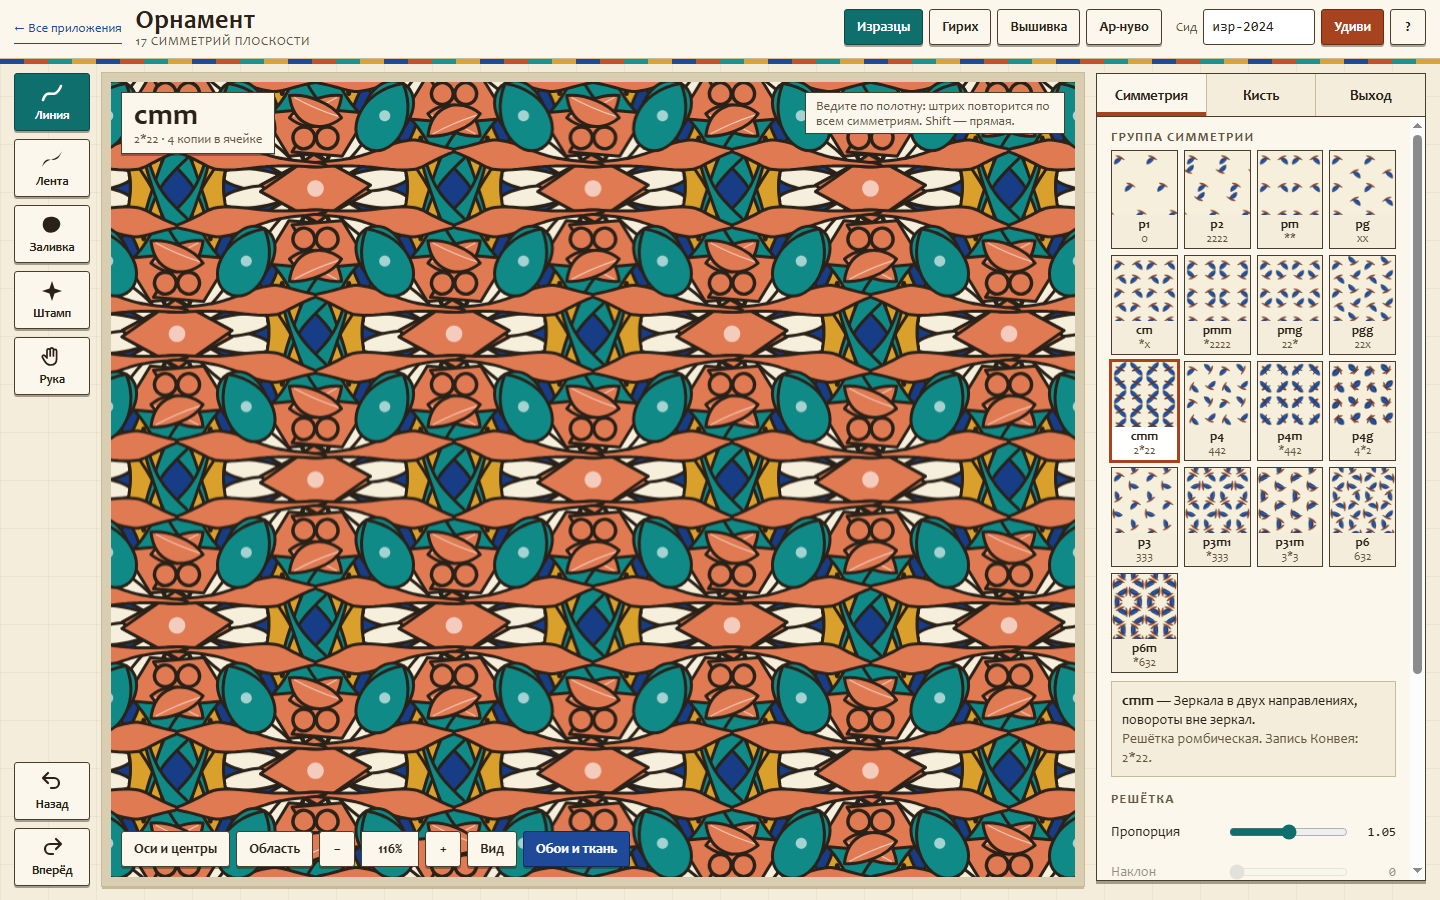 ← Все приложения
Орнамент
17 СИММЕТРИЙ ПЛОСКОСТИ
Изразцы
Гирих
Вышивка
Ар-нуво
Сид
изр-2024
Удиви
?
Линия
Лента
Заливка
Штамп
Рука
Назад
Вперёд
cmm
2*22 · 4 копии в ячейке
Ведите по полотну: штрих повторится по
всем симметриям. Shift — прямая.
Оси и центры
Область
−
116%
+
Вид
Обои и ткань
Симметрия
Кисть
Выход
ГРУППА СИММЕТРИИ
p1
o
p2
2222
pm
**
pg
xx
cm
*x
pmm
*2222
pmg
22*
pgg
22x
cmm
2*22
p4
442
p4m
*442
p4g
4*2
p3
333
p3m1
*333
p31m
3*3
p6
632
p6m
*632
cmm — Зеркала в двух направлениях,
повороты вне зеркал.
Решётка ромбическая. Запись Конвея:
2*22.
РЕШЁТКА
Пропорция
1.05
Наклон
0